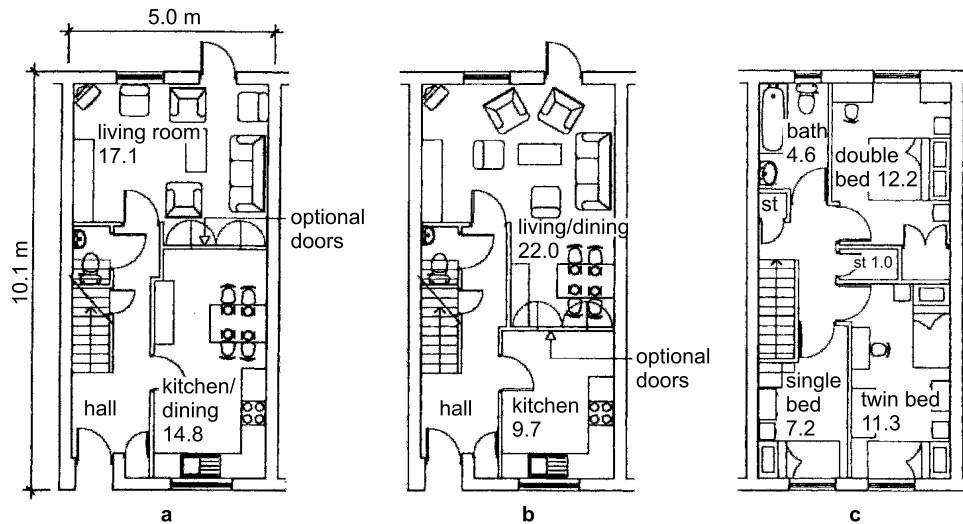 5.0 m
10.1 m
living room
17.1
optional
doors
kitchen/
dining
14.8
hall
a
living/dining
22.0
optional
doors
kitchen
9.7
hall
b
bath
4.6
double
bed 12.2
st
st 1.0
single
bed
7.2
twin bed
11.3
c